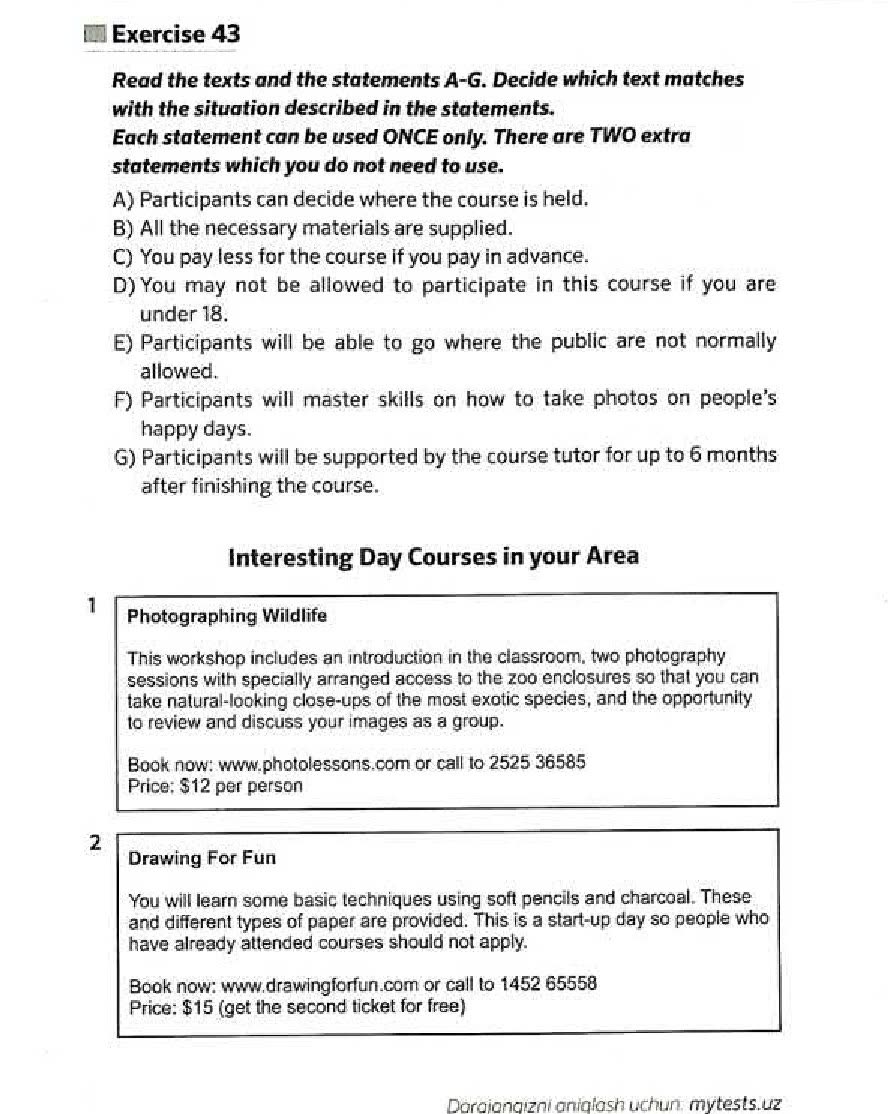 Exercise 43
Read the texts and the statements A-G. Decide which text matches
with the situation described in the statements.
Each statement can be used ONCE only. There are TWO extra
statements which you do not need to use.
A) Participants can decide where the course is held.
B) All the necessary materials are supplied.
C) You pay less for the course if you pay in advance.
D) You may not be allowed to participate in this course if you are
under 18.
E) Participants will be able to go where the public are not normally
allowed.
F) Participants will master skills on how to take photos on people's
happy days.
G) Participants will be supported by the course tutor for up to 6 months
after finishing the course.
Interesting Day Courses in your Area
1
Photographing Wildlife
This workshop includes an introduction in the classroom, two photography
sessions with specially arranged access to the zoo enclosures so that you can
take natural-looking close-ups of the most exotic species, and the opportunity
to review and discuss your images as a group.
Book now: www.photolessons.com or call to 2525 36585
Price: $12 per person
2
Drawing For Fun
You will learn some basic techniques using soft pencils and charcoal. These
and different types of paper are provided. This is a start-up day so people who
have already attended courses should not apply.
Book now: www.drawingforfun.com or call to 1452 65558
Price: $15 (get the second ticket for free)
Darajangizni aniqlash uchun: mytests.uz